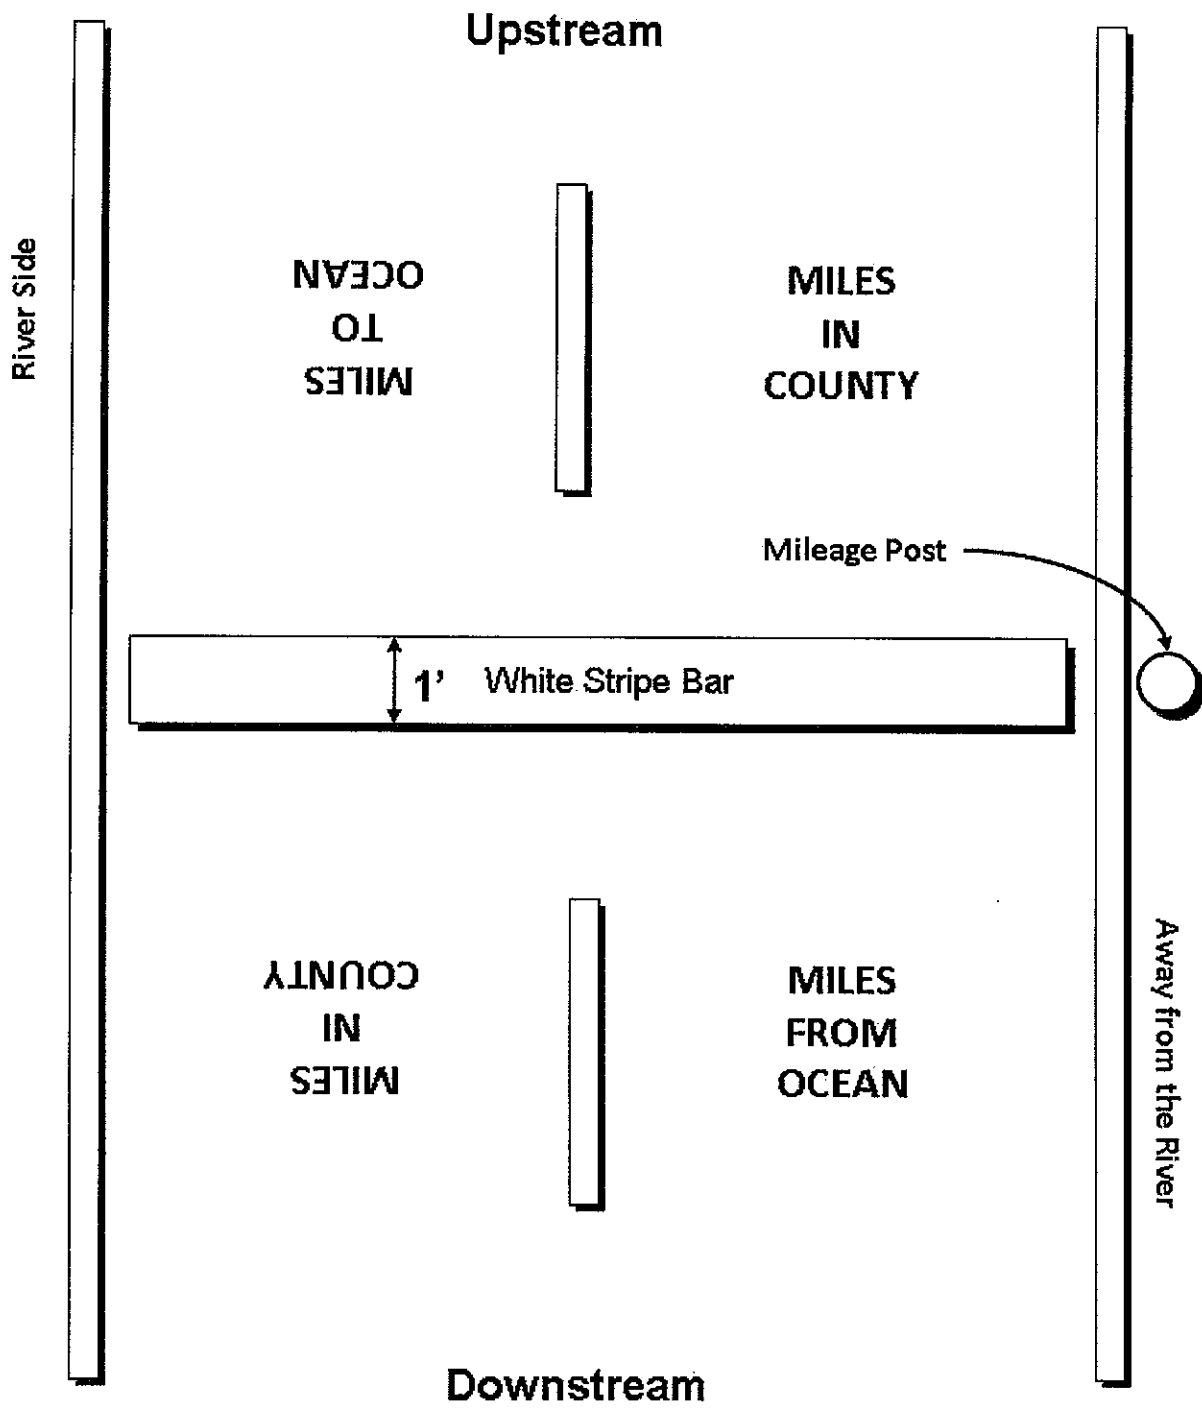 Upstream
River Side
OCEAN
TO
MILES
MILES
IN
COUNTY
Mileage Post
1' White Stripe Bar
COUNTY
IN
MILES
MILES
FROM
OCEAN
Away from the River
Downstream